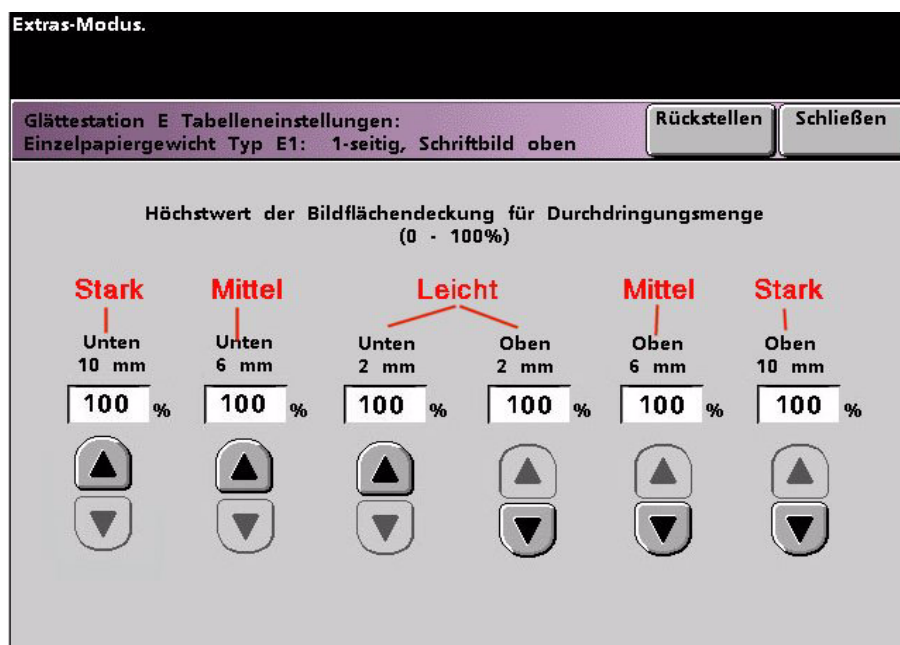 Extras-Modus.
Glättestation E Tabelleneinstellungen:
Einzelpapiergewicht Typ E1: 1-seitig, Schriftbild oben
Rückstellen
Schließen
Höchstwert der Bildflächendeckung für Durchdringungsmenge
(0 - 100%)
Stark Mittel Leicht Mittel Stark
Unten Unten Unten Oben Oben Oben
10 mm 6 mm 2 mm 2 mm 6 mm 10 mm
100 % 100 % 100 % 100 % 100 % 100 %